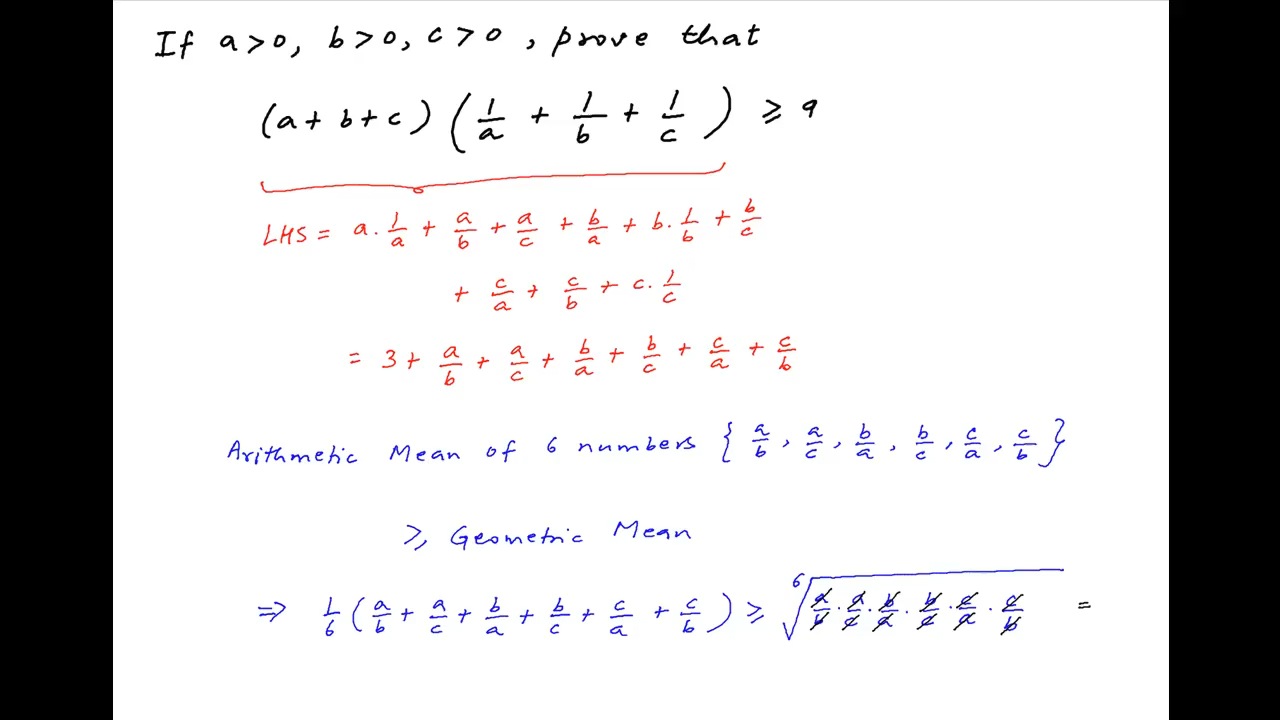 If a>0, b>0, c>0, prove that
(a+b+c)(1/a + 1/b + 1/c) ≥ 9
LHS = a.1/a + a/b + a/c + b/a + b.1/b + b/c
+ c/a + c/b + c.1/c
= 3+ a/b + a/c + b/a + b/c + c/a + c/b
Arithmetic Mean of 6 numbers {a/b, a/c, b/a, b/c, c/a, c/b}
≥ Geometric Mean
⇒ 1/6 (a/b + a/c + b/a + b/c + c/a + c/b) ≥ ⁶√(a/b . a/c . b/a . b/c . c/a . c/b) =